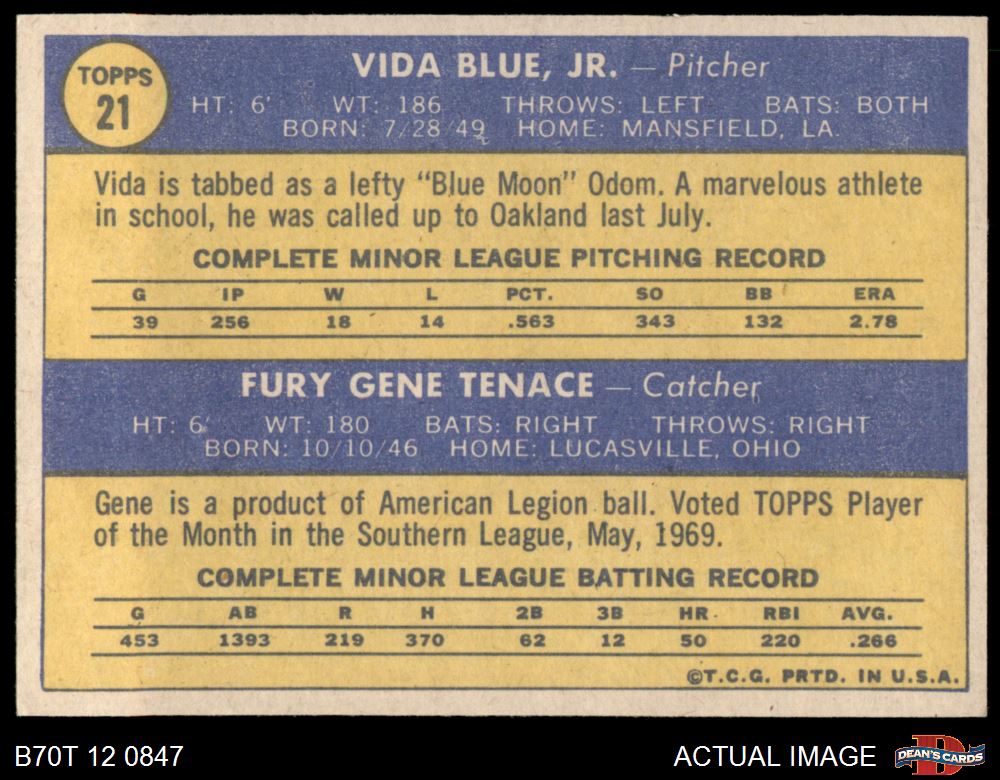 TOPPS
21
VIDA BLUE, JR. — Pitcher
HT: 6' WT: 186 THROWS: LEFT BATS: BOTH
BORN: 7/28/49 HOME: MANSFIELD, LA.
Vida is tabbed as a lefty "Blue Moon" Odom. A marvelous athlete
in school, he was called up to Oakland last July.
COMPLETE MINOR LEAGUE PITCHING RECORD
G IP W L PCT. SO BB ERA
39 256 18 14 .563 343 132 2.78
FURY GENE TENACE — Catcher
HT: 6' WT: 180 BATS: RIGHT THROWS: RIGHT
BORN: 10/10/46 HOME: LUCASVILLE, OHIO
Gene is a product of American Legion ball. Voted TOPPS Player
of the Month in the Southern League, May, 1969.
COMPLETE MINOR LEAGUE BATTING RECORD
G AB R H 2B 3B HR RBI AVG.
453 1393 219 370 62 12 50 220 .266
©T.C.G. PRTD. IN U.S.A.
B70T 12 0847
ACTUAL IMAGE
DEAN'S CARDS